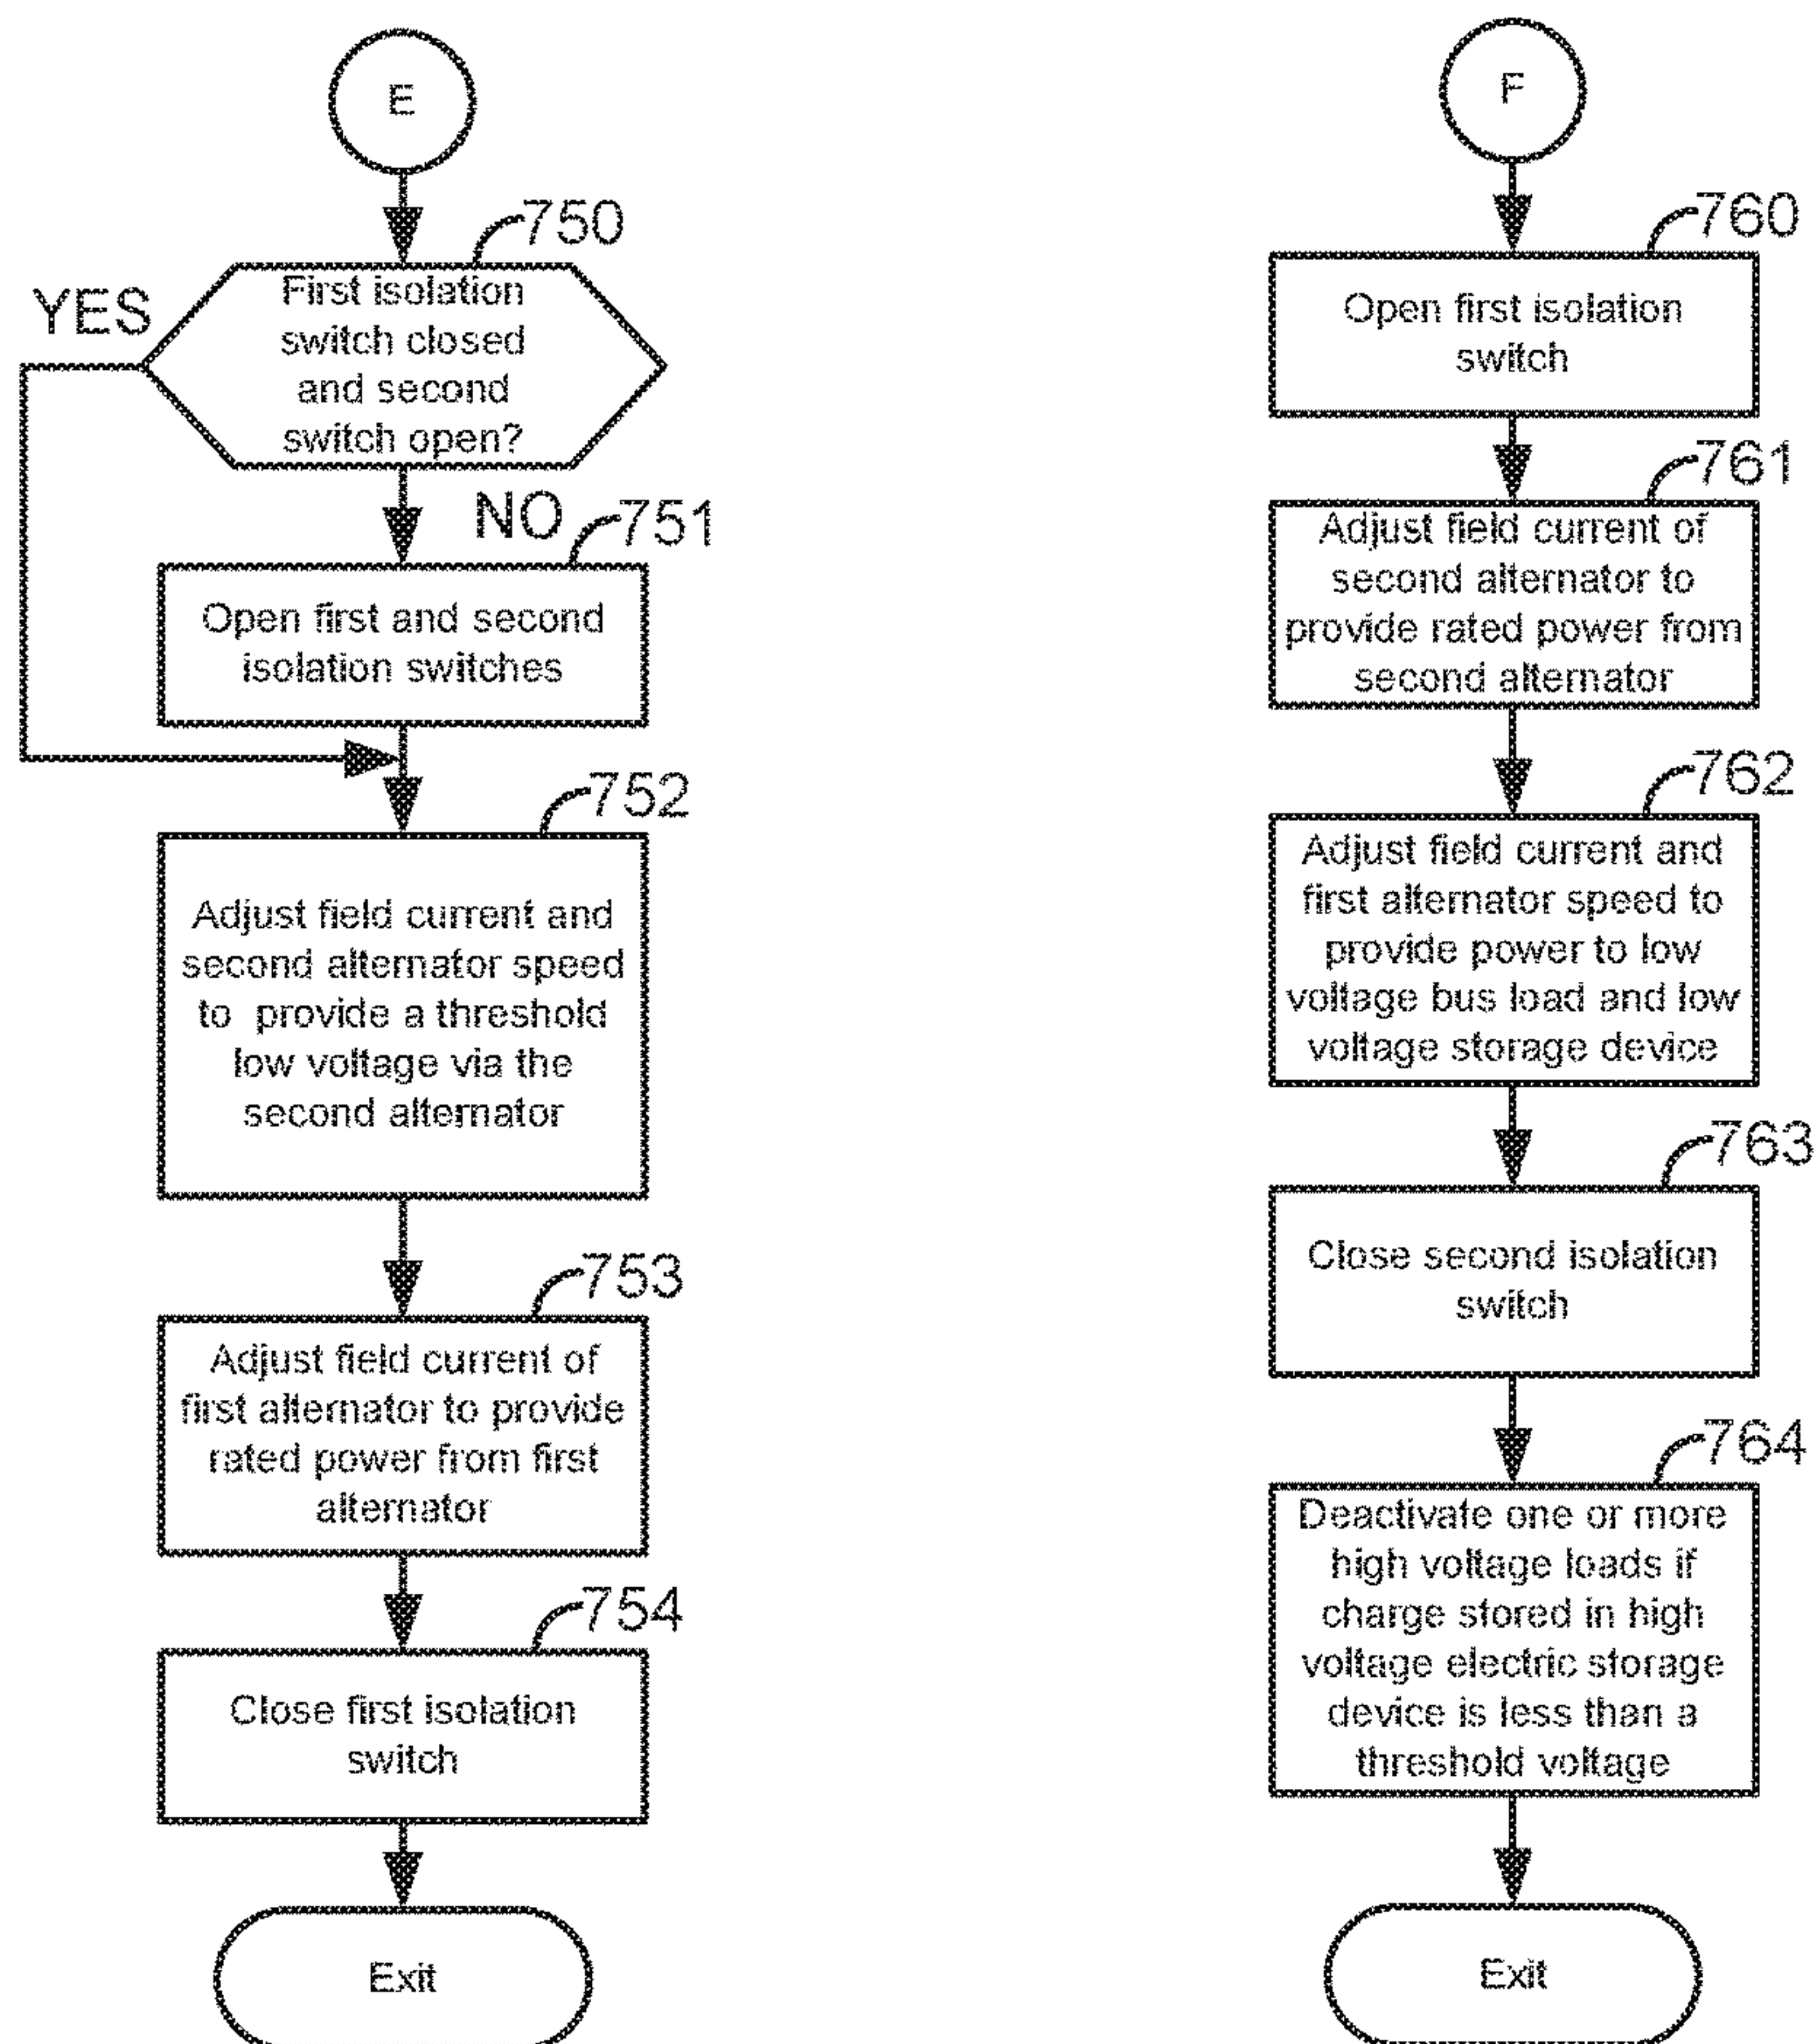 E
750
YES
First isolation
switch closed
and second
switch open?
NO
751
Open first and second
isolation switches
752
Adjust field current and
second alternator speed
to provide a threshold
low voltage via the
second alternator
753
Adjust field current of
first alternator to provide
rated power from first
alternator
754
Close first isolation
switch
Exit
F
760
Open first isolation
switch
761
Adjust field current of
second alternator to
provide rated power from
second alternator
762
Adjust field current and
first alternator speed to
provide power to low
voltage bus load and low
voltage storage device
763
Close second isolation
switch
764
Deactivate one or more
high voltage loads if
charge stored in high
voltage electric storage
device is less than a
threshold voltage
Exit